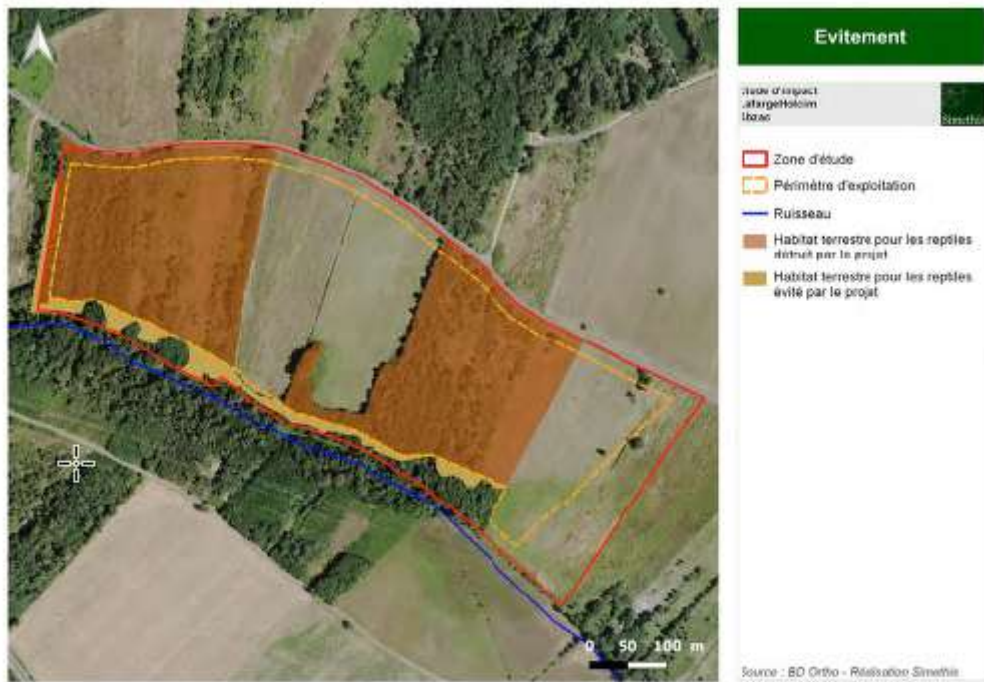 Evitement
LafargeHolcim
Simethis
Zone d'étude
Périmètre d'exploitation
Ruisseau
Habitat terrestre pour les reptiles
détruit par le projet
Habitat terrestre pour les reptiles
évité par le projet
0 50 100 m
Source : BD Ortho - Réalisation Simethis